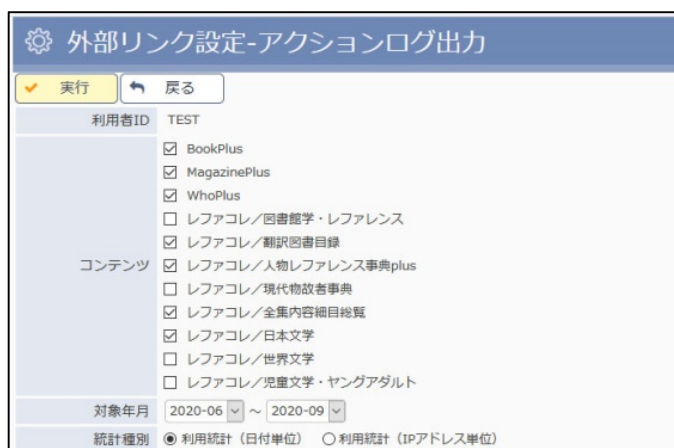 外部リンク設定-アクションログ出力
実行 戻る
利用者ID TEST
BookPlus
MagazinePlus
WhoPlus
レファコレ／図書館学・レファレンス
レファコレ／翻訳図書目録
コンテンツ レファコレ／人物レファレンス事典plus
レファコレ／現代物故者事典
レファコレ／全集内容細目総覧
レファコレ／日本文学
レファコレ／世界文学
レファコレ／児童文学・ヤングアダルト
対象年月 2020-06 ～ 2020-09
統計種別 利用統計（日付単位） 利用統計（IPアドレス単位）